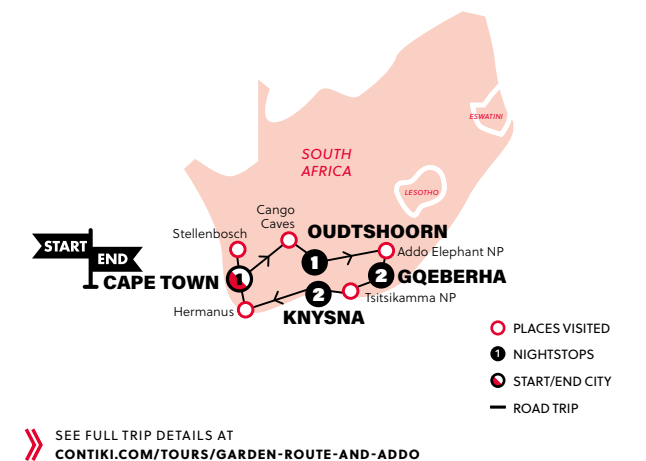 ESWATINI
SOUTH
AFRICA
LESOTHO
Cango
Caves
Stellenbosch
OUDTSHOORN
START
END
Addo Elephant NP
1
1
2
GQEBERHA
CAPE TOWN
2
Tsitsikamma NP
Hermanus
KNYSNA
PLACES VISITED
1
NIGHTSTOPS
START/END CITY
ROAD TRIP
SEE FULL TRIP DETAILS AT
CONTIKI.COM/TOURS/GARDEN-ROUTE-AND-ADDO